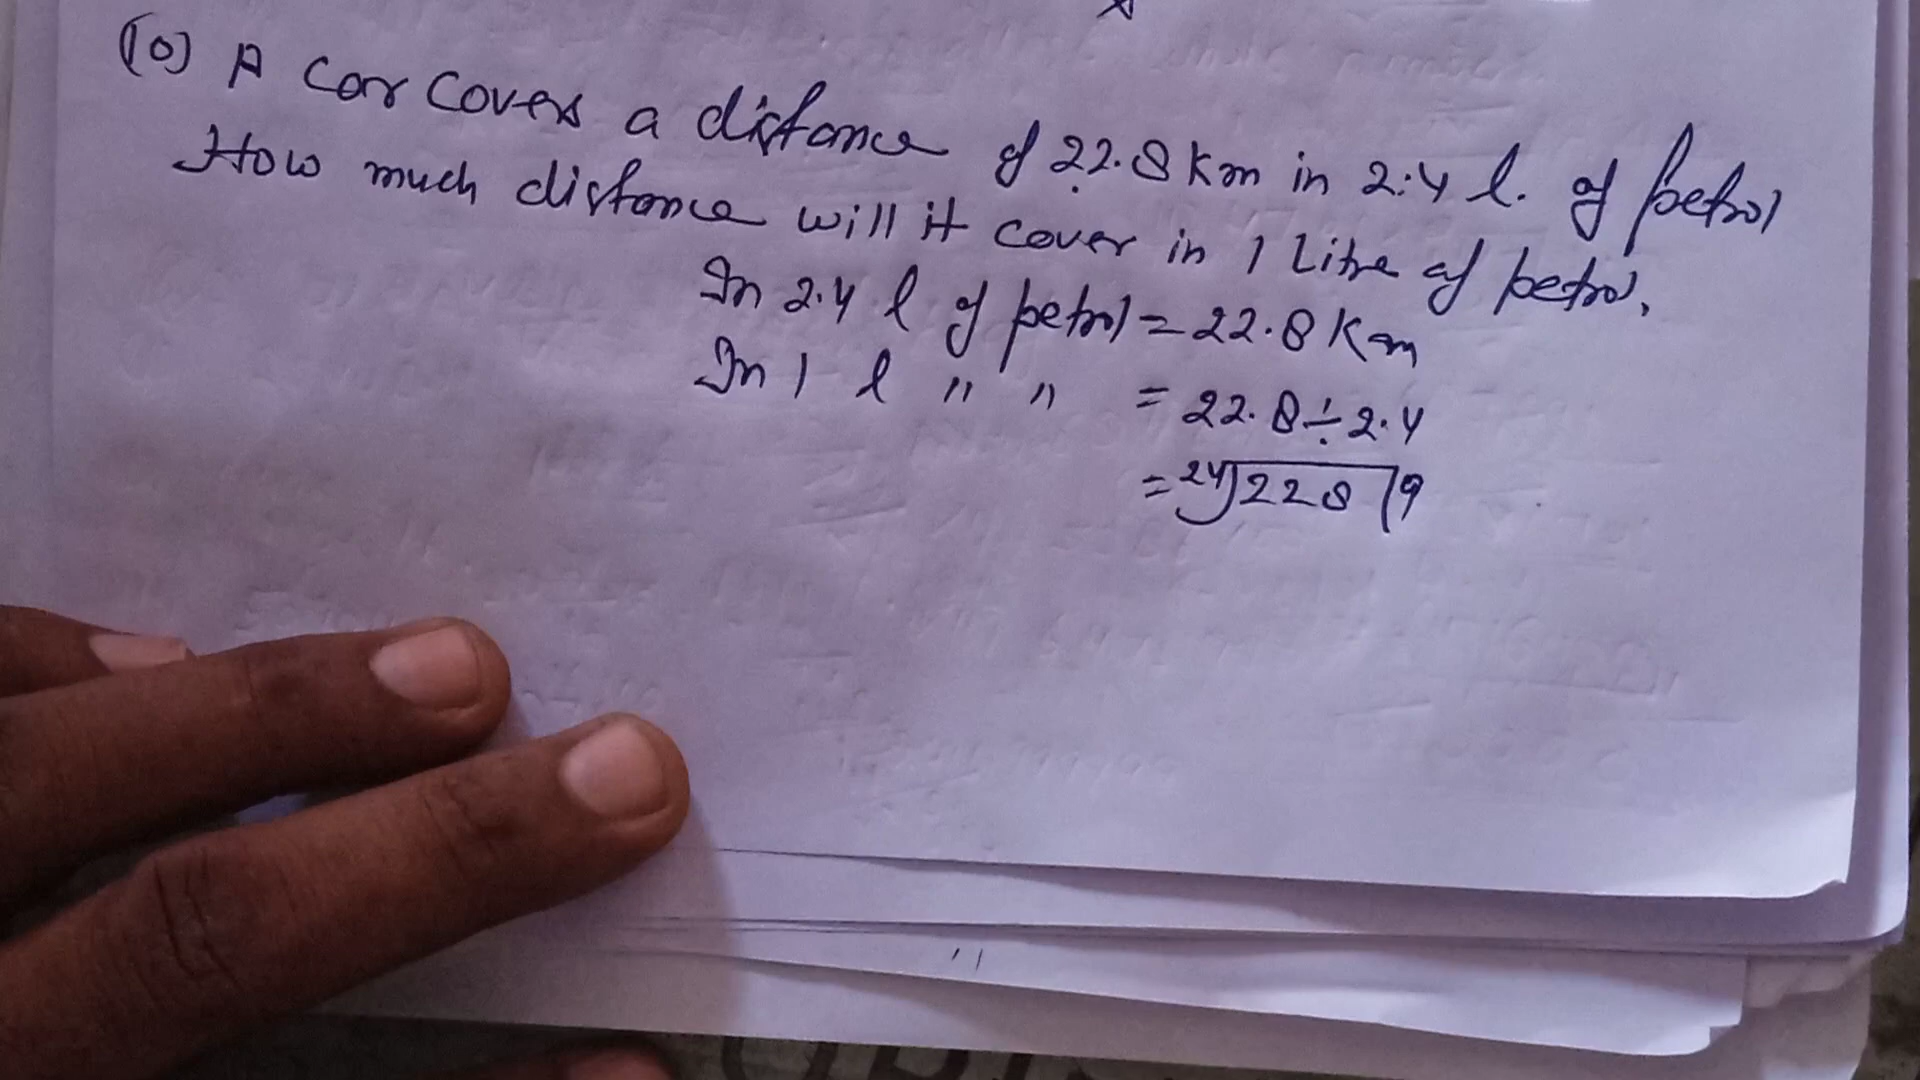 (10) A car covers a distance of 22.8 km in 2.4 l. of petrol
How much distance will it cover in 1 litre of petrol.
In 2.4 l of petrol = 22.8 Km
In 1 l " " = 22.8 ÷ 2.4
= 24)228(9